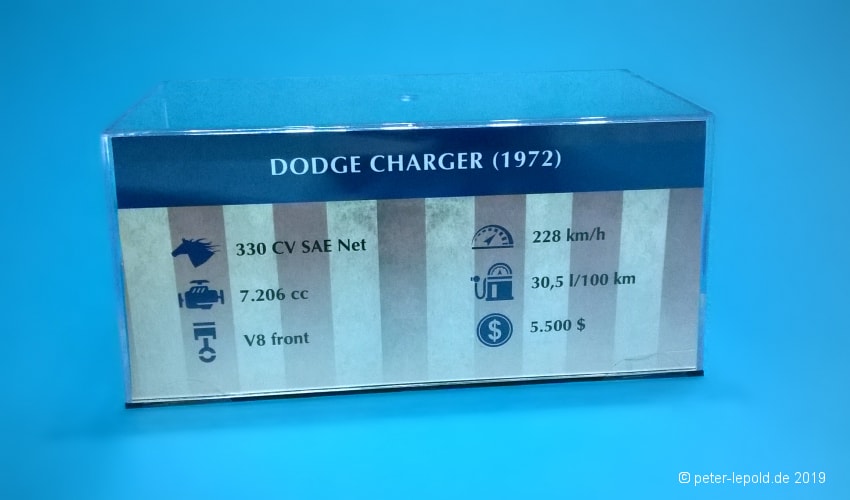 DODGE CHARGER (1972)
330 CV SAE Net
7.206 cc
V8 front
228 km/h
30,5 l/100 km
$
5.500 $
© peter-lepold.de 2019